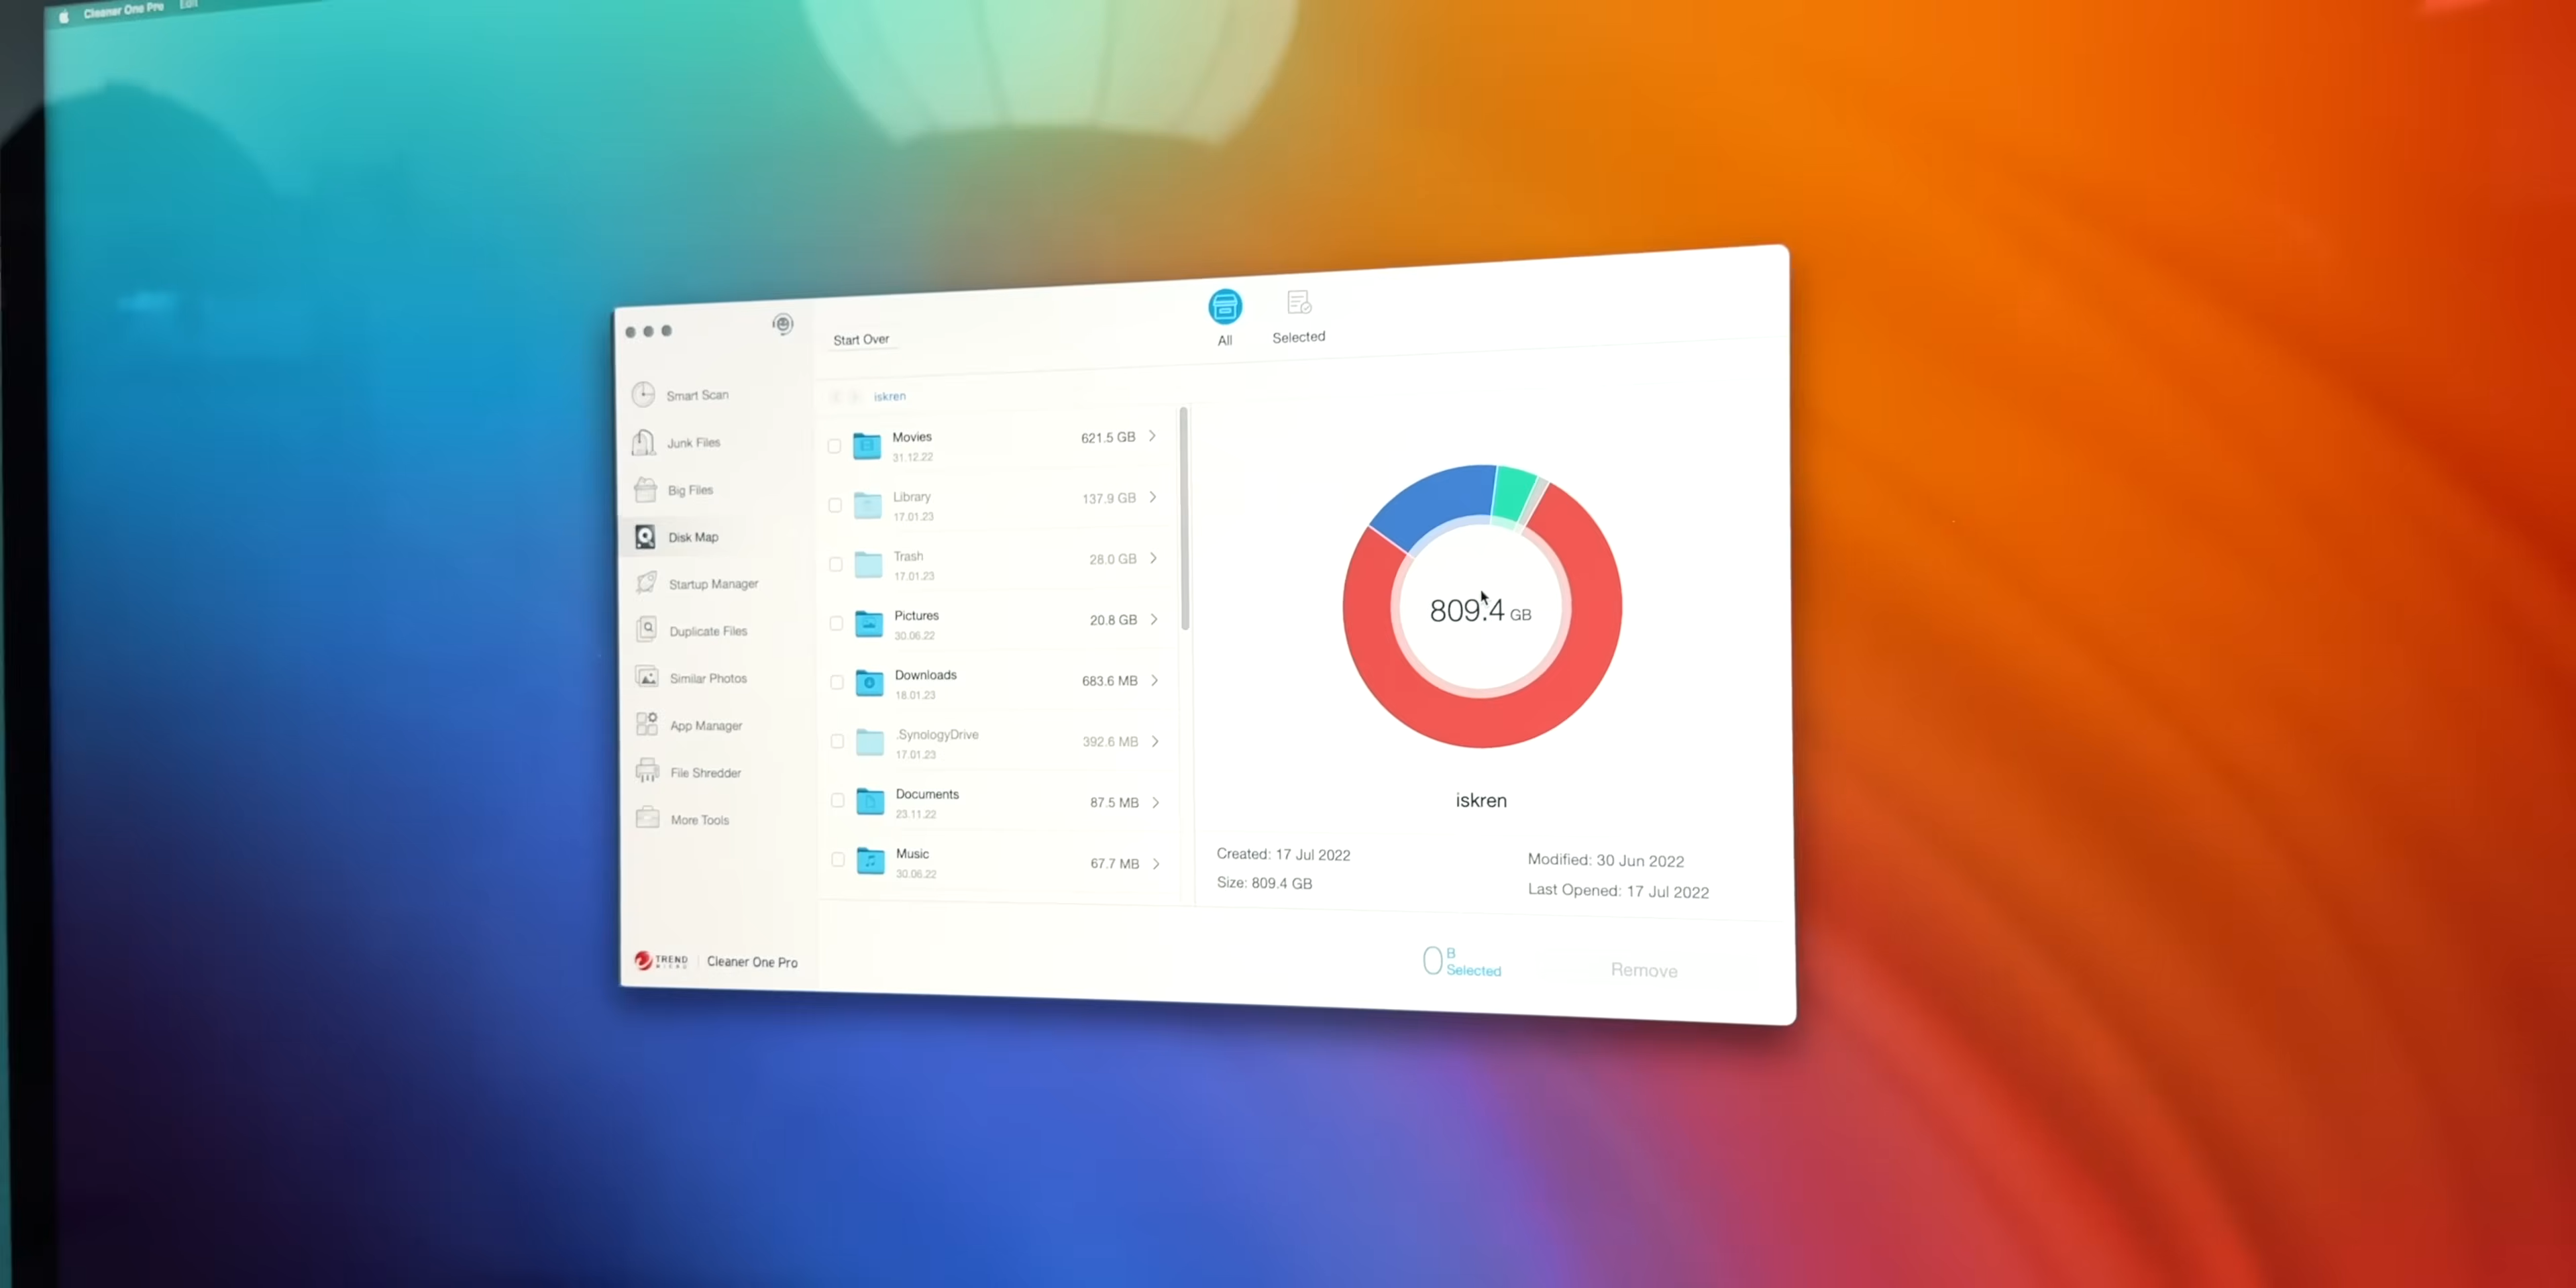 Cleaner One Pro Edit
Start Over
All
Selected
iskren
Smart Scan
Junk Files
Big Files
Disk Map
Startup Manager
Duplicate Files
Similar Photos
App Manager
File Shredder
More Tools
Movies
31.12.22
621.5 GB
Library
17.01.23
137.9 GB
Trash
17.01.23
28.0 GB
Pictures
30.06.22
20.8 GB
Downloads
18.01.23
683.6 MB
.SynologyDrive
17.01.23
392.6 MB
Documents
23.11.22
87.5 MB
Music
30.06.22
67.7 MB
809.4 GB
iskren
Created: 17 Jul 2022
Size: 809.4 GB
Modified: 30 Jun 2022
Last Opened: 17 Jul 2022
TREND
MICRO
Cleaner One Pro
0 B
Selected
Remove